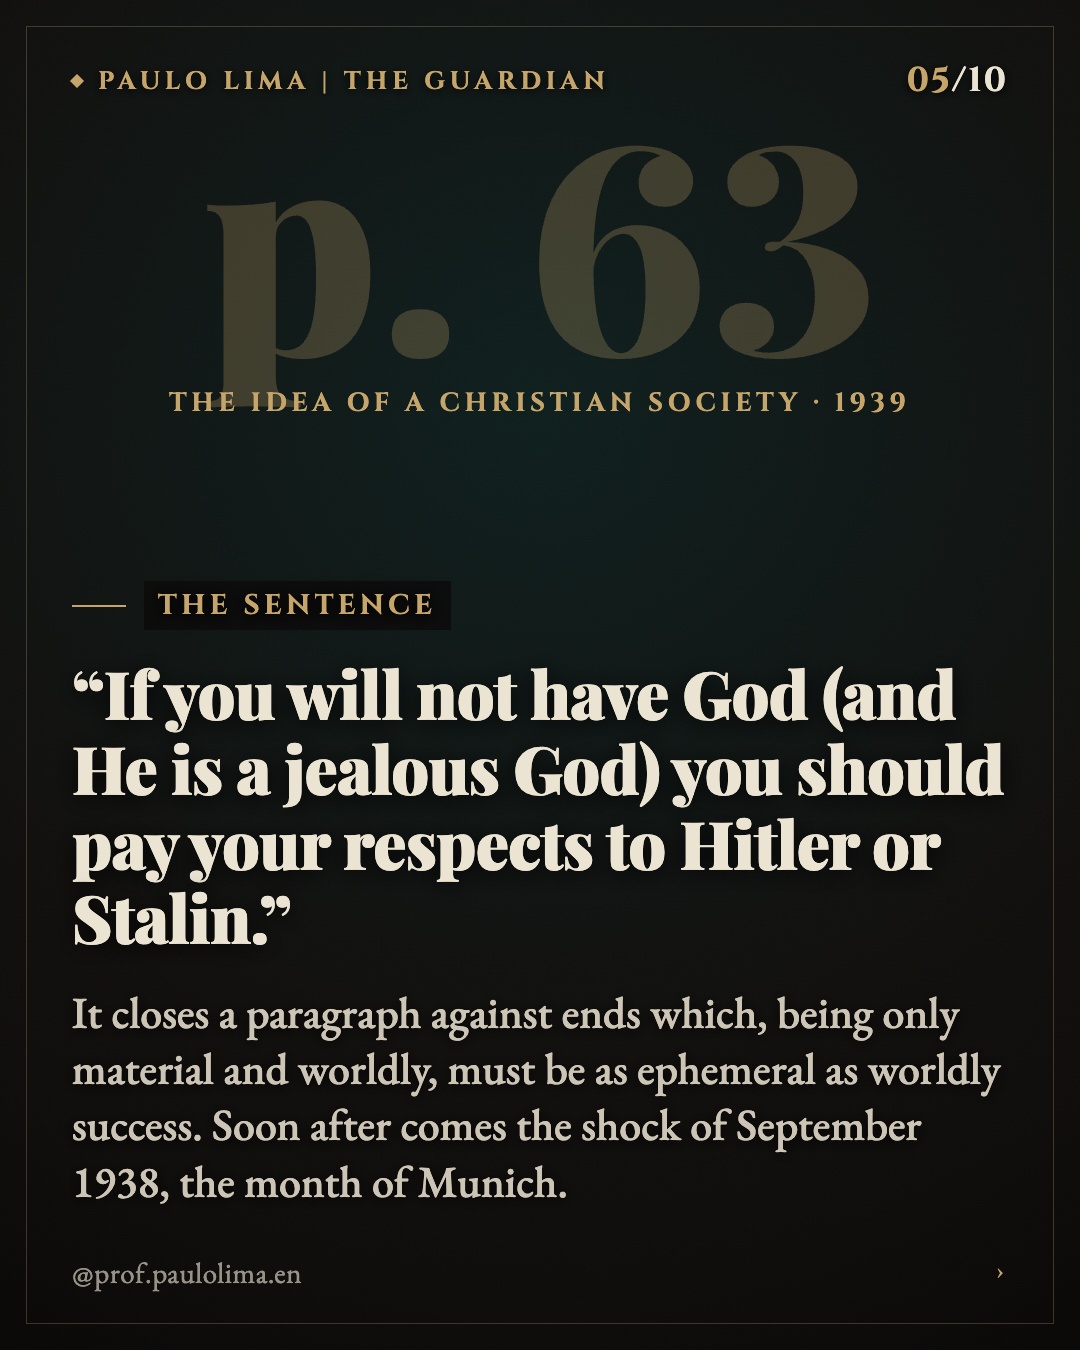 ◆ PAULO LIMA | THE GUARDIAN
05/10
p. 63
THE IDEA OF A CHRISTIAN SOCIETY · 1939
THE SENTENCE
“If you will not have God (and
He is a jealous God) you should
pay your respects to Hitler or
Stalin.”
It closes a paragraph against ends which, being only
material and worldly, must be as ephemeral as worldly
success. Soon after comes the shock of September
1938, the month of Munich.
@prof.paulolima.en
›